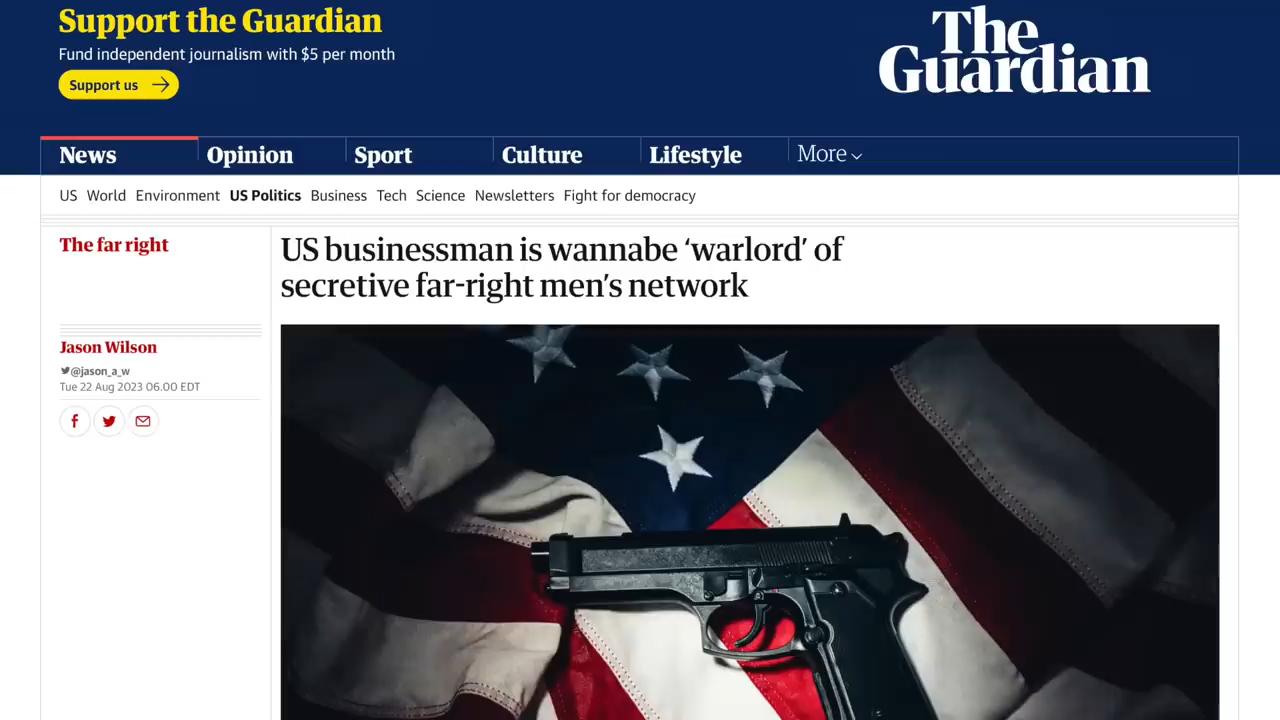 Support the Guardian
Fund independent journalism with $5 per month
Support us
The
Guardian
News Opinion Sport Culture Lifestyle More
US World Environment US Politics Business Tech Science Newsletters Fight for democracy
The far right
US businessman is wannabe ‘warlord’ of
secretive far-right men’s network
Jason Wilson
@jason_a_w
Tue 22 Aug 2023 06.00 EDT